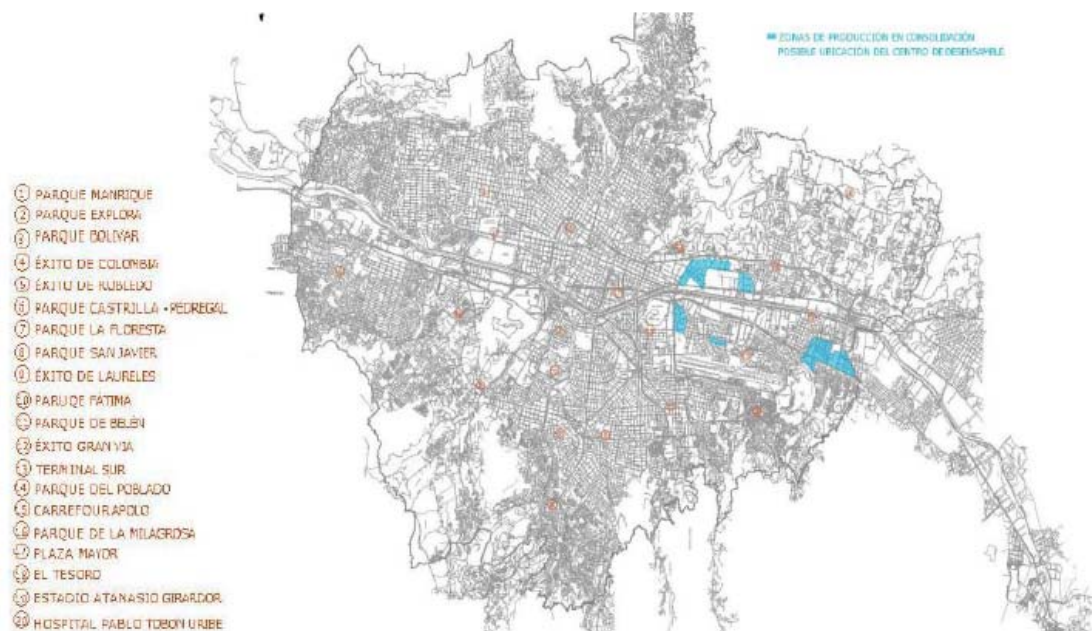 ZONAS DE PRODUCCIÓN EN CONSOLIDACIÓN
POSIBLE UBICACIÓN DEL CENTRO DE DESENSAMBLE
1 PARQUE MANRIQUE
2 PARQUE EXPLORA
3 PARQUE BOLIVAR
4 ÉXITO DE COLOMBIA
5 ÉXITO DE ROBLEDO
6 PARQUE CASTRILLA - PEDREGAL
7 PARQUE LA FLORESTA
8 PARQUE SAN JAVIER
9 ÉXITO DE LAURELES
10 PARUQE FÁTIMA
11 PARQUE DE BELÉN
12 ÉXITO GRAN VIA
13 TERMINAL SUR
14 PARQUE DEL POBLADO
15 CARREFOUR APOLO
16 PARQUE DE LA MILAGROSA
17 PLAZA MAYOR
18 EL TESORO
19 ESTADIO ATANASIO GIRARDOR
20 HOSPITAL PABLO TOBON URIBE